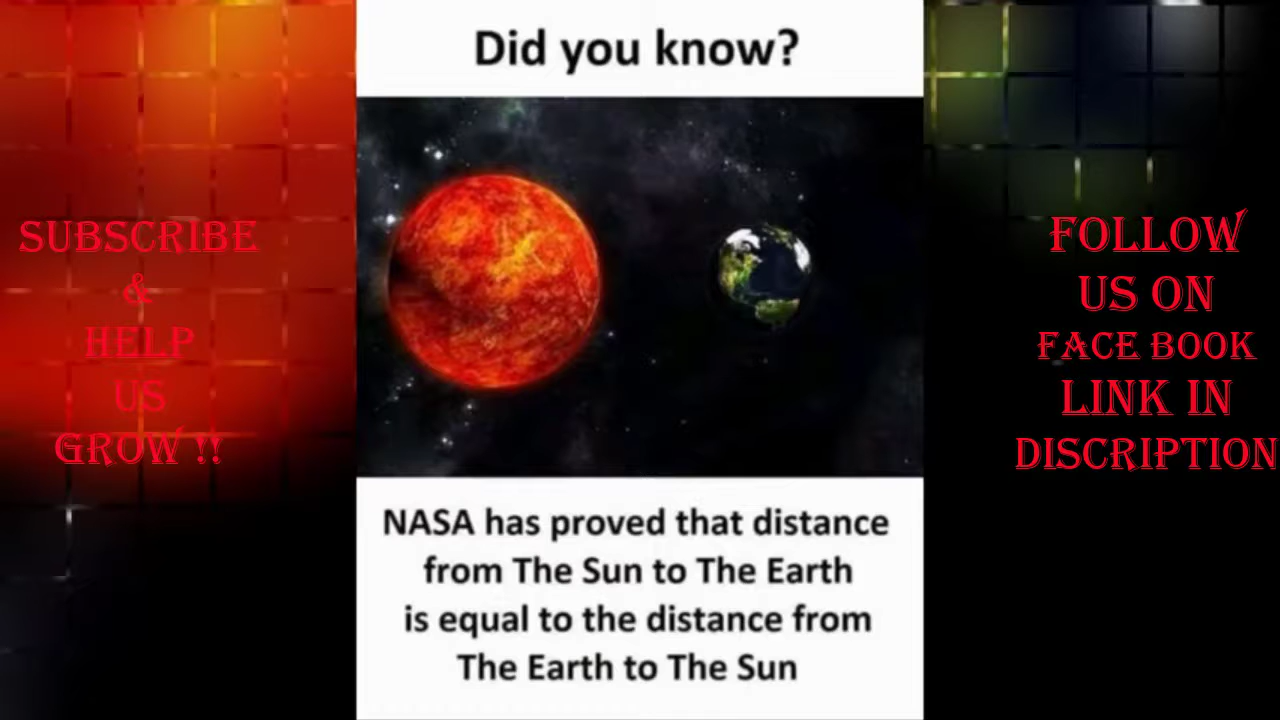 Did you know?
SUBSCRIBE
&
HELP
US
GROW !!
FOLLOW
US ON
FACE BOOK
LINK IN
DISCRIPTION
NASA has proved that distance
from The Sun to The Earth
is equal to the distance from
The Earth to The Sun